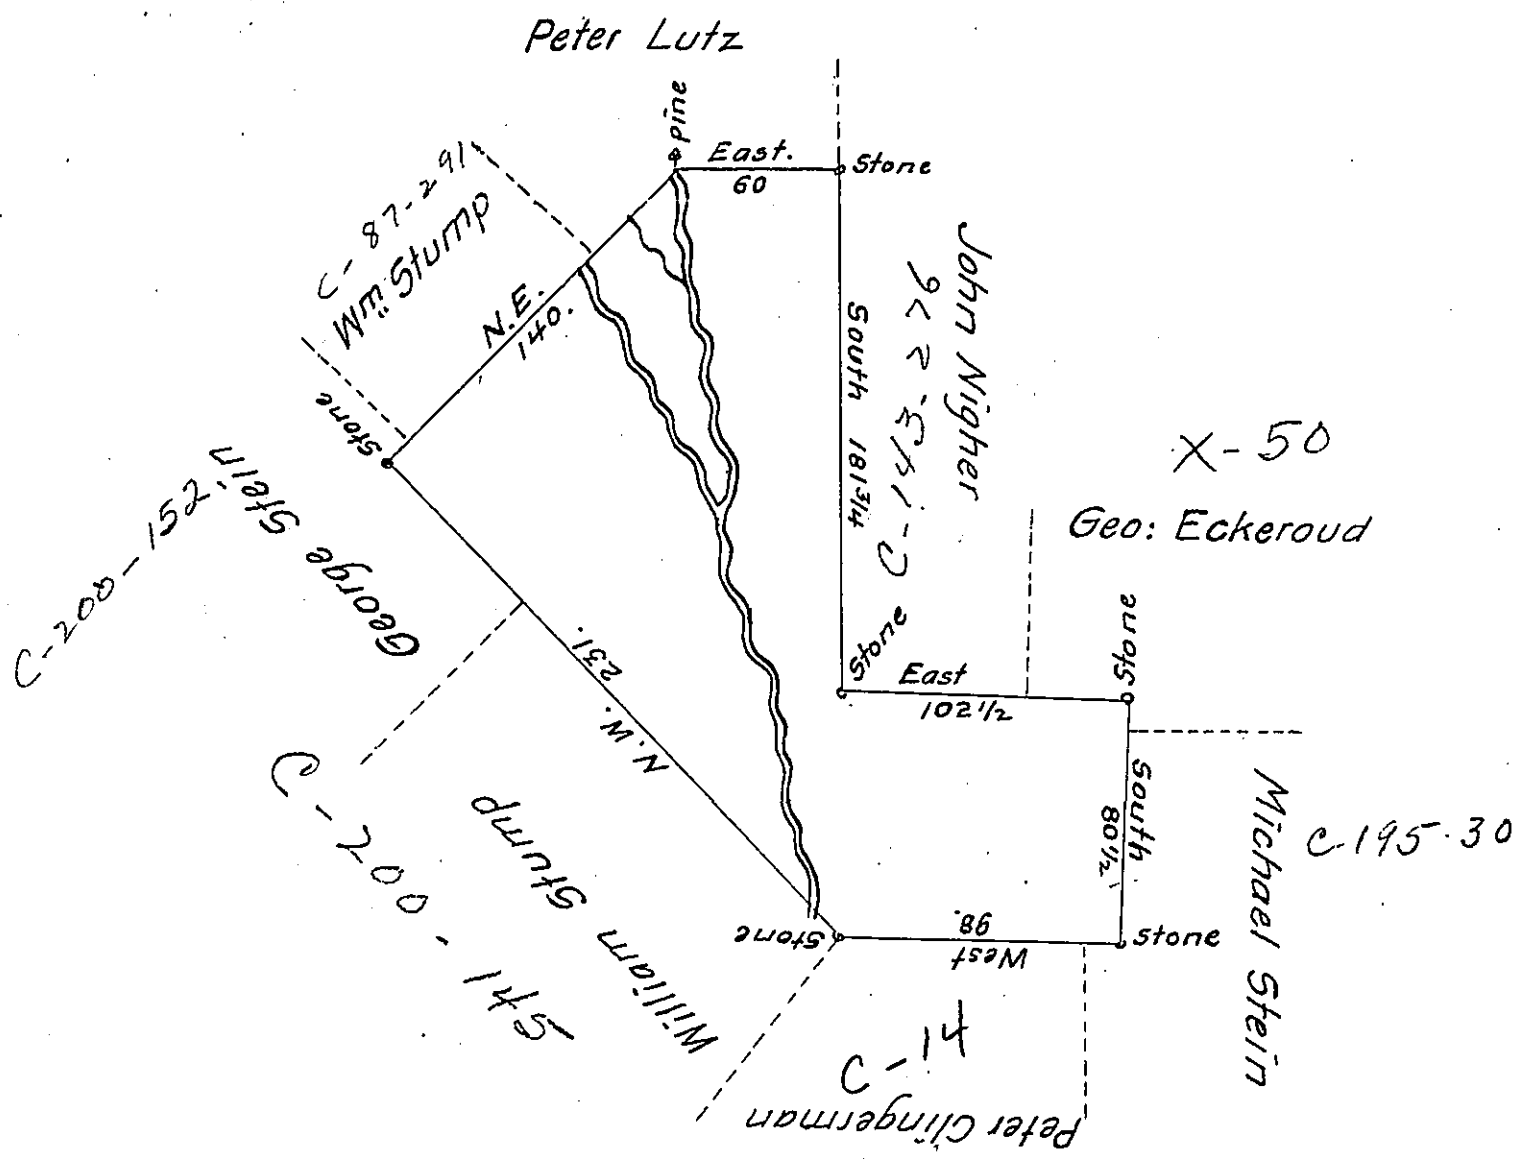 Peter Lutz
pine
East.
60
Stone
C-87-291
Wm Stump
N.E.
140.
Stone
John Nigher
C-143-276
South 181 3/4
X-50
Geo: Eckeroud
C-200-152
George Stein
Stone
East
102 1/2
Stone
N.W. 231.
C-200-145
William Stump
South
80 1/2
Michael Stein
C-195-30
Stone
West
98.
Stone
C-14
Peter Clingerman